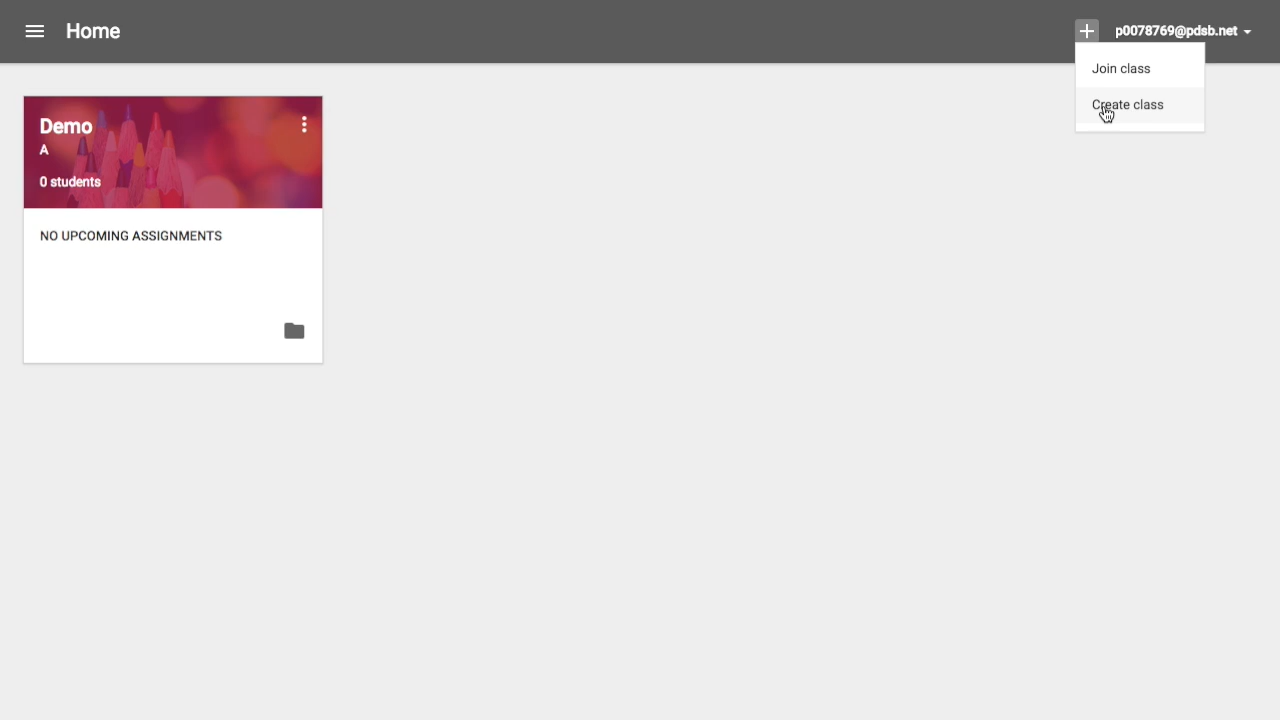 Home
p0078769@pdsb.net
Join class
Create class
Demo
A
0 students
NO UPCOMING ASSIGNMENTS